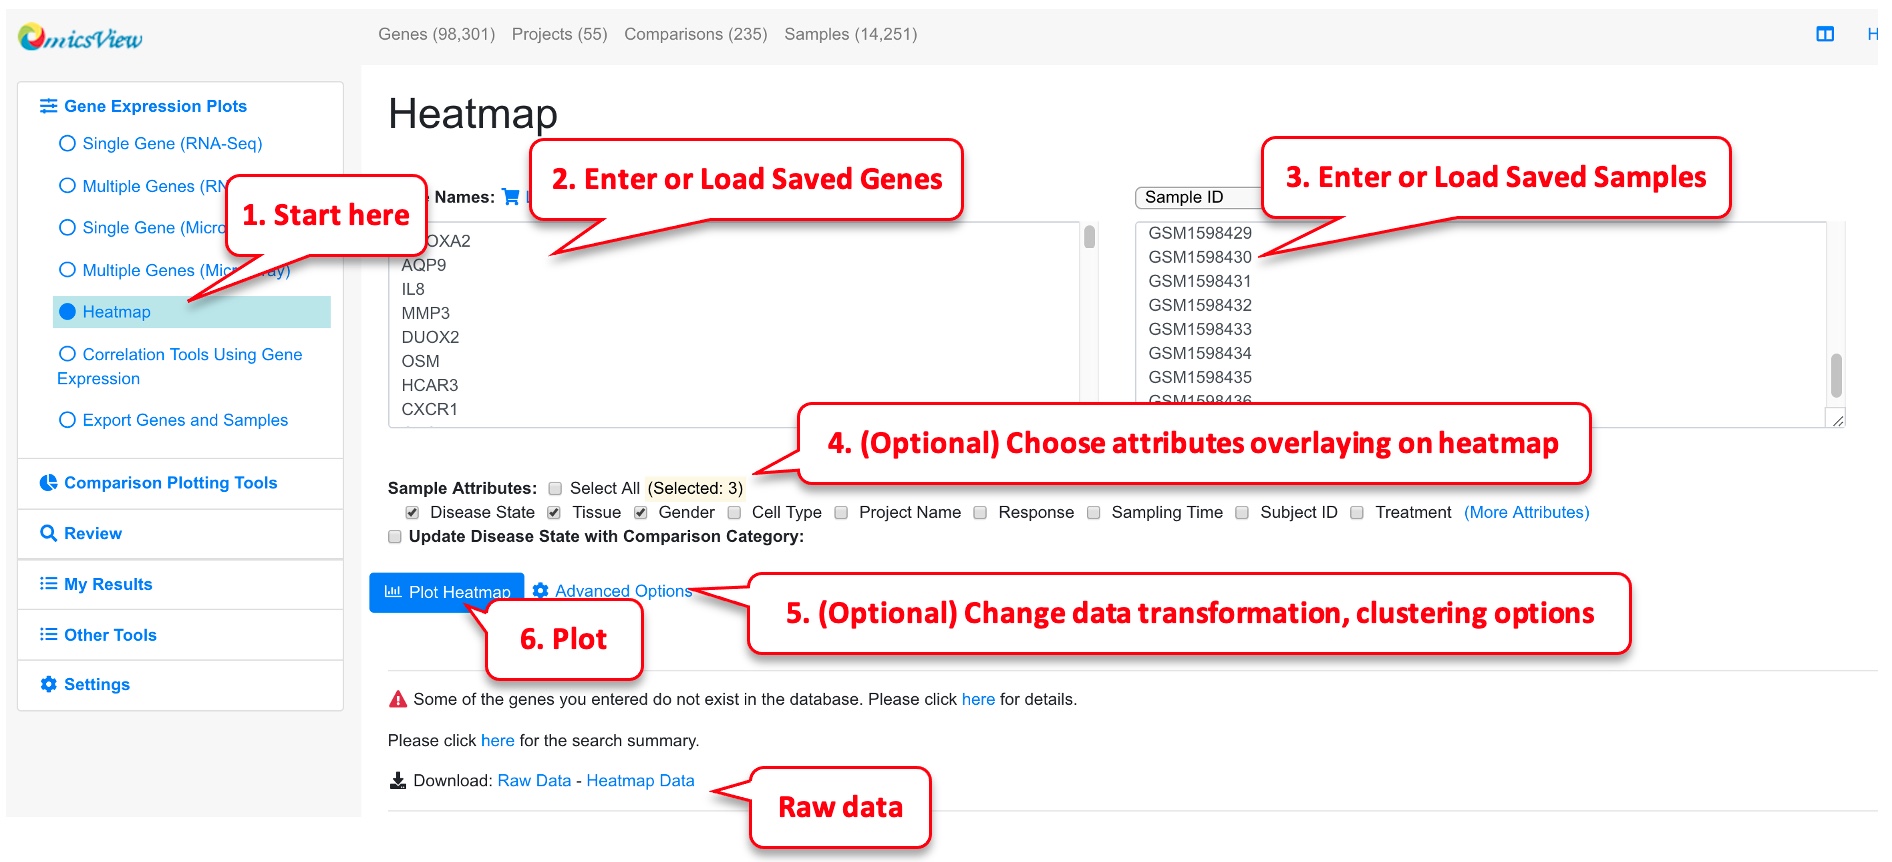 OmicsView
Genes (98,301) Projects (55) Comparisons (235) Samples (14,251)
Gene Expression Plots
Single Gene (RNA-Seq)
Multiple Genes (RN
Single Gene (Micro
Multiple Genes (Mic ay)
Heatmap
Correlation Tools Using Gene
Expression
Export Genes and Samples
Comparison Plotting Tools
Review
My Results
Other Tools
Settings
1. Start here
Heatmap
2. Enter or Load Saved Genes
3. Enter or Load Saved Samples
Names:
Sample ID
OXA2
AQP9
IL8
MMP3
DUOX2
OSM
HCAR3
CXCR1
GSM1598429
GSM1598430
GSM1598431
GSM1598432
GSM1598433
GSM1598434
GSM1598435
GSM1598436
4. (Optional) Choose attributes overlaying on heatmap
Sample Attributes: Select All (Selected: 3)
Disease State Tissue Gender Cell Type Project Name Response Sampling Time Subject ID Treatment (More Attributes)
Update Disease State with Comparison Category:
Plot Heatmap Advanced Options
5. (Optional) Change data transformation, clustering options
6. Plot
Some of the genes you entered do not exist in the database. Please click here for details.
Please click here for the search summary.
Download: Raw Data - Heatmap Data
Raw data